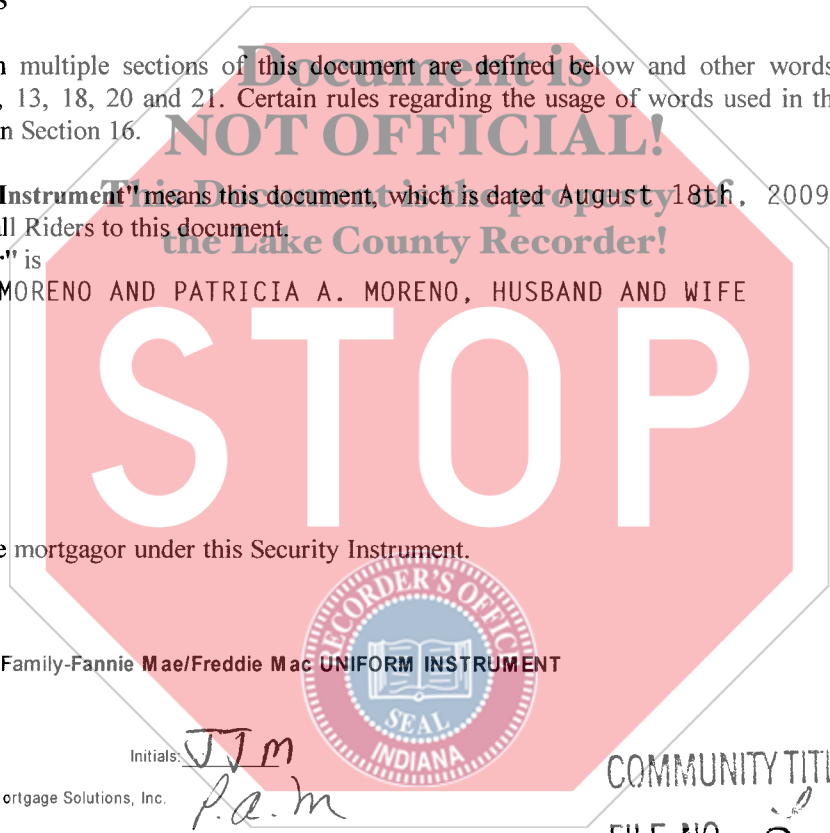 s
n multiple sections of this document are defined below and other words
, 13, 18, 20 and 21. Certain rules regarding the usage of words used in th
n Section 16.
Instrument" means this document, which is dated August 18th, 2009
ll Riders to this document.
r" is
MORENO AND PATRICIA A. MORENO, HUSBAND AND WIFE
e mortgagor under this Security Instrument.
Family-Fannie Mae/Freddie Mac UNIFORM INSTRUMENT
Initials: JJM
ortgage Solutions, Inc. P.a.m
Document is
NOT OFFICIAL!
This Document is the property of
the Lake County Recorder!
STOP
RECORDER'S OFFICE
SEAL
INDIANA
COMMUNITY TITL
FILE NO